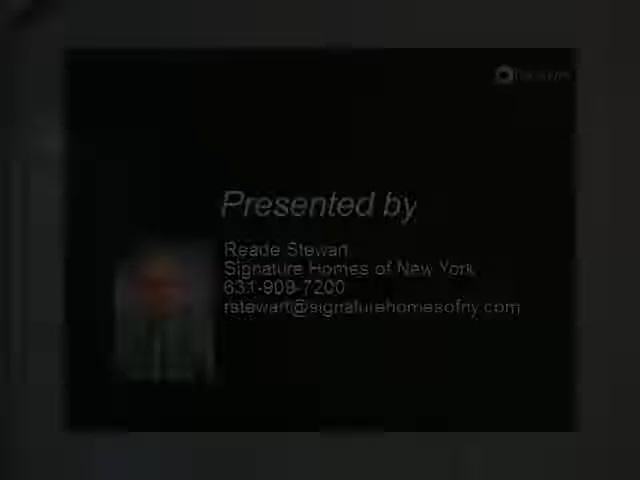 Presented by
Reade Stewart
Signature Homes of New York
631-909-7200
rstewart@signaturehomesofny.com